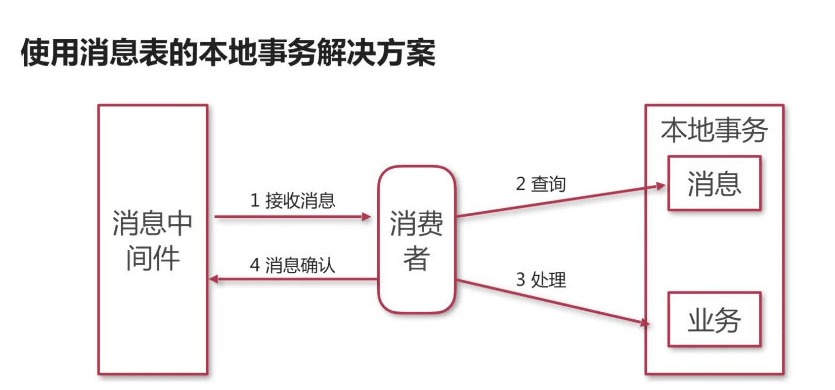 使用消息表的本地事务解决方案
本地事务
消息
2 查询
1 接收消息
消息中
间件
消费
者
4 消息确认
3 处理
业务